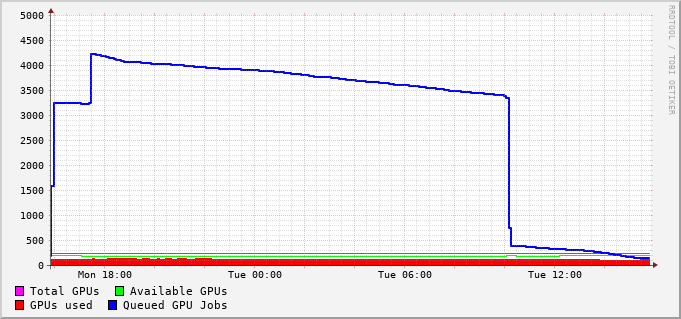 5000
4500
4000
3500
3000
2500
2000
1500
1000
500
0
Mon 18:00 Tue 00:00 Tue 06:00 Tue 12:00
Total GPUs Available GPUs
GPUs used Queued GPU Jobs
RRDTOOL / TOBI OETIKER